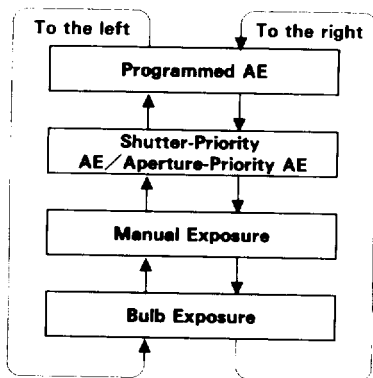 To the left
To the right
Programmed AE
Shutter-Priority
AE/Aperture-Priority AE
Manual Exposure
Bulb Exposure